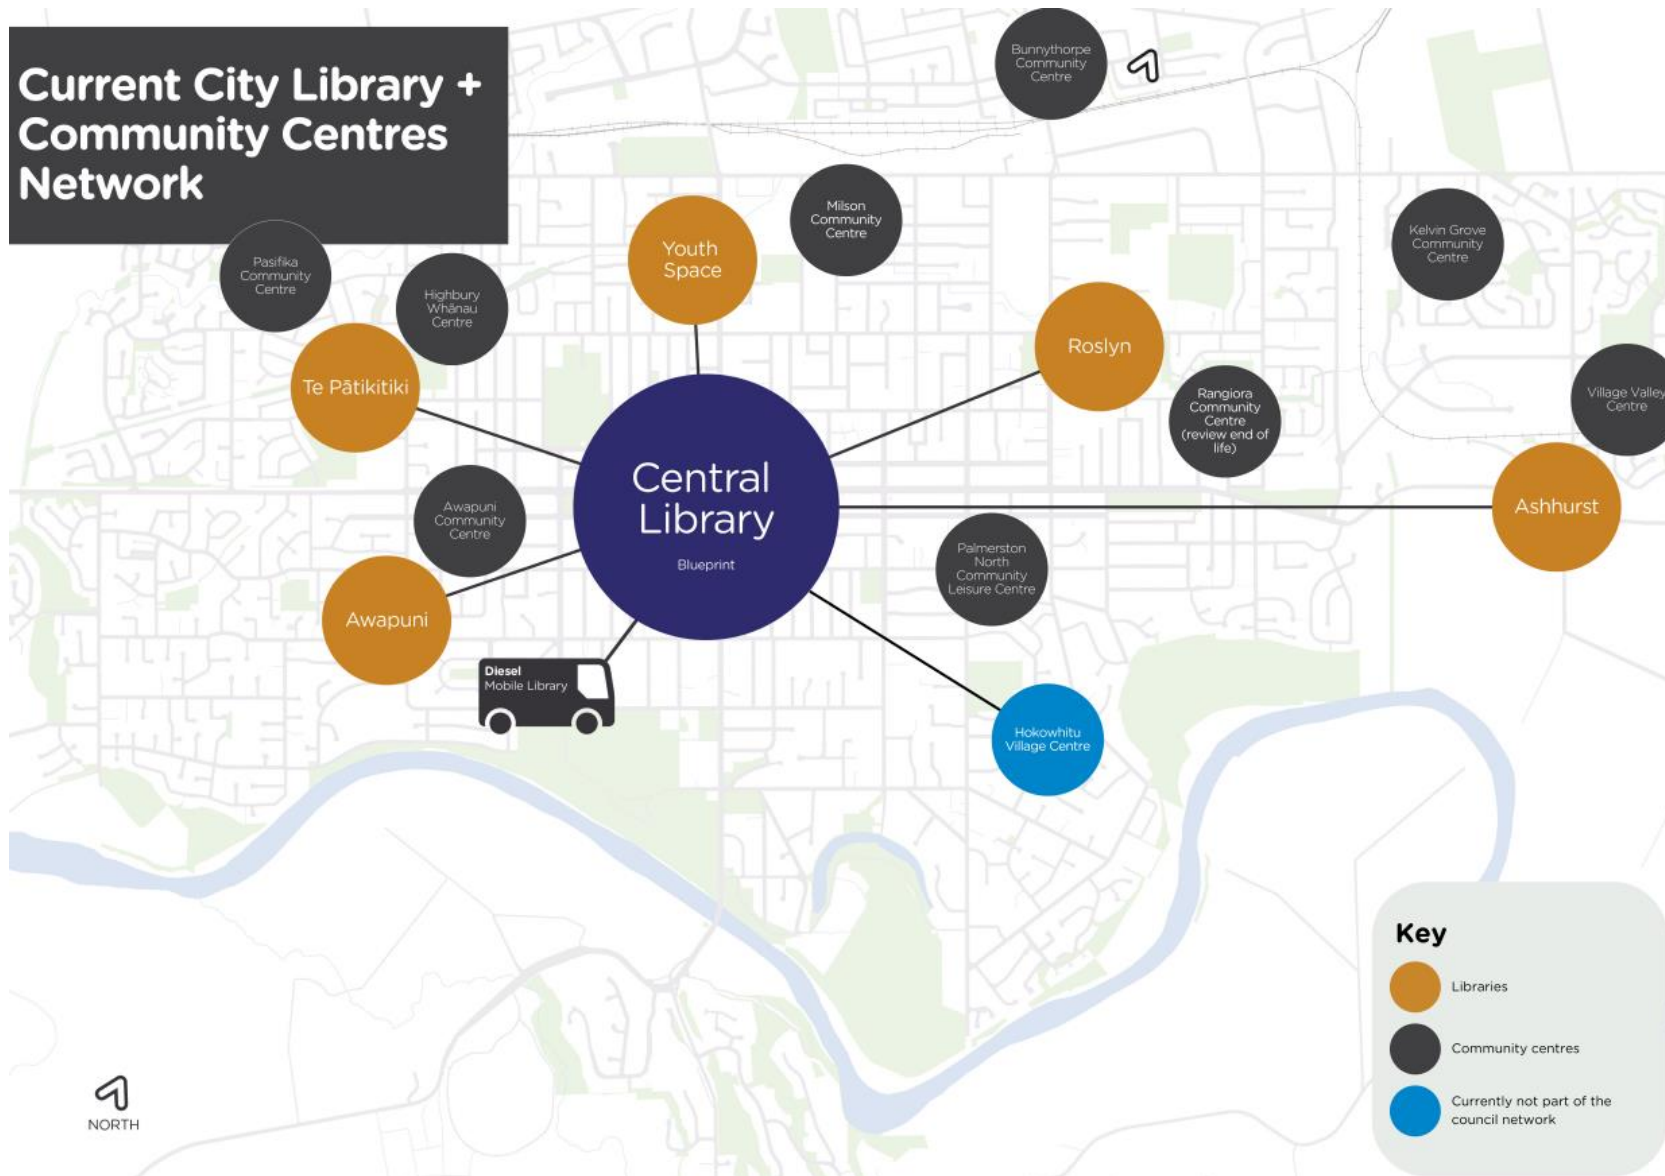 Current City Library +
Community Centres
Network
Bunnythorpe
Community
Centre
Milson
Community
Centre
Kelvin Grove
Community
Centre
Youth
Space
Pasifika
Community
Centre
Highbury
Whānau
Centre
Te Pātikitiki
Roslyn
Rangiora
Community
Centre
(review end of
life)
Village Valley
Centre
Central
Library
Blueprint
Ashhurst
Awapuni
Community
Centre
Palmerston
North
Community
Leisure Centre
Awapuni
Diesel
Mobile Library
Hokowhitu
Village Centre
Key
Libraries
Community centres
Currently not part of the
council network
NORTH